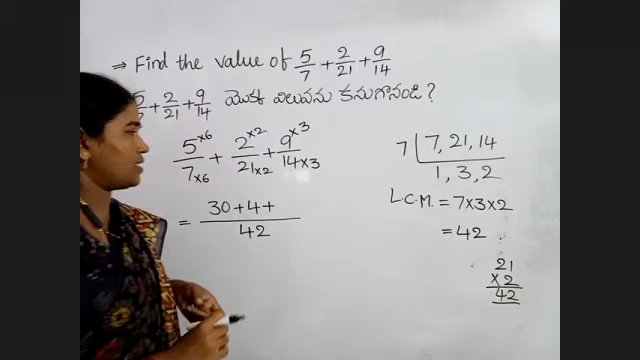 ⇒ Find the value of 5/7 + 2/21 + 9/14
5/7 + 2/21 + 9/14 యొక్క విలువను కనుగొనండి?
5×6/7×6 + 2×2/21×2 + 9×3/14×3
= 30+4+/42
7 | 7, 21, 14
1, 3, 2
L.C.M. = 7×3×2
= 42
21
×2
42